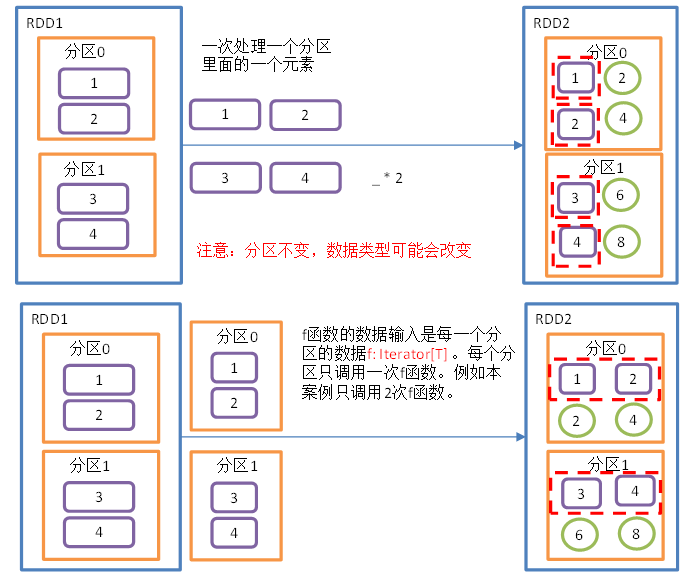 RDD1
分区0
1
2
分区1
3
4
一次处理一个分区
里面的一个元素
1 2
3 4 _ * 2
注意：分区不变，数据类型可能会改变
RDD2
分区0
1 2
2 4
分区1
3 6
4 8
RDD1
分区0
1
2
分区1
3
4
分区0
1
2
分区1
3
4
f函数的数据输入是每一个分
区的数据f: Iterator[T] 。每个分
区只调用一次f函数。例如本
案例只调用2次f函数。
RDD2
分区0
1 2
2 4
分区1
3 4
6 8